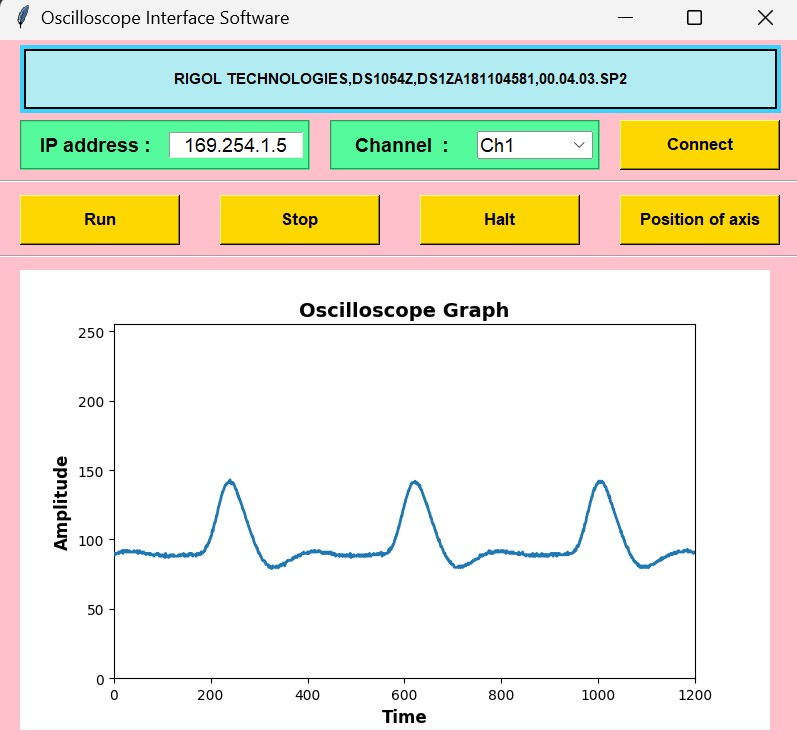 Oscilloscope Interface Software
RIGOL TECHNOLOGIES,DS1054Z,DS1ZA181104581,00.04.03.SP2
IP address : 169.254.1.5 Channel : Ch1 Connect
Run Stop Halt Position of axis
Oscilloscope Graph
250
200
150
100
50
0
Amplitude
0 200 400 600 800 1000 1200
Time